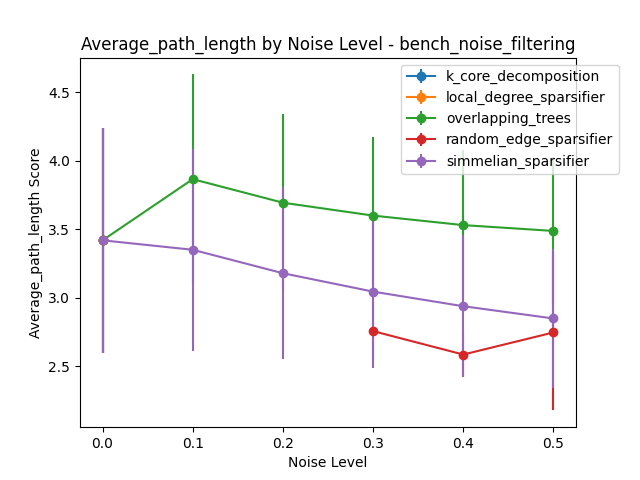 Average_path_length by Noise Level - bench_noise_filtering
k_core_decomposition
local_degree_sparsifier
overlapping_trees
random_edge_sparsifier
simmelian_sparsifier
Average_path_length Score
4.5
4.0
3.5
3.0
2.5
0.0 0.1 0.2 0.3 0.4 0.5
Noise Level